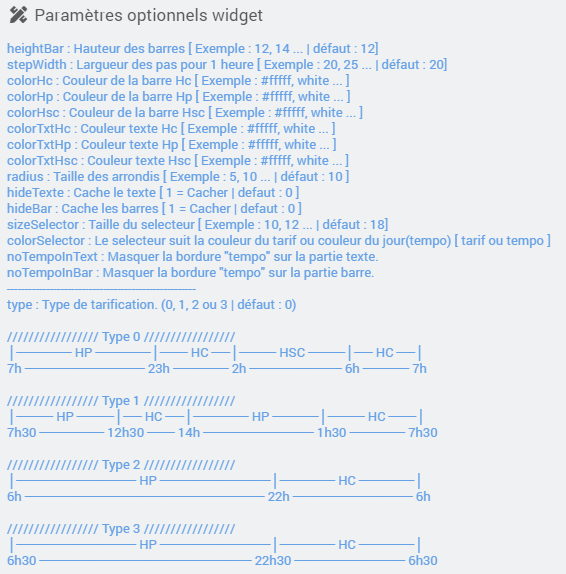 Paramètres optionnels widget
heightBar : Hauteur des barres [ Exemple : 12, 14 ... | défaut : 12]
stepWidth : Largueur des pas pour 1 heure [ Exemple : 20, 25 ... | défaut : 20]
colorHc : Couleur de la barre Hc [ Exemple : #fffff, white ... ]
colorHp : Couleur de la barre Hp [ Exemple : #fffff, white ... ]
colorHsc : Couleur de la barre Hsc [ Exemple : #fffff, white ... ]
colorTxtHc : Couleur texte Hc [ Exemple : #fffff, white ... ]
colorTxtHp : Couleur texte Hp [ Exemple : #fffff, white ... ]
colorTxtHsc : Couleur texte Hsc [ Exemple : #fffff, white ... ]
radius : Taille des arrondis [ Exemple : 5, 10 ... | défaut : 10 ]
hideTexte : Cache le texte [ 1 = Cacher | defaut : 0 ]
hideBar : Cache les barres [ 1 = Cacher | defaut : 0 ]
sizeSelector : Taille du selecteur [ Exemple : 10, 12 ... | défaut : 18]
colorSelector : Le selecteur suit la couleur du tarif ou couleur du jour(tempo) [ tarif ou tempo ]
noTempoInText : Masquer la bordure "tempo" sur la partie texte.
noTempoInBar : Masquer la bordure "tempo" sur la partie barre.
--------------------------------------------------
type : Type de tarification. (0, 1, 2 ou 3 | défaut : 0)
///////////////// Type 0 /////////////////
|——— HP ———|—— HC ——|——— HSC ———|—— HC ——|
7h ——————— 23h ———— 2h ——————— 6h ——— 7h
///////////////// Type 1 /////////////////
|——— HP ———|—— HC ——|——— HP ———|——— HC ———|
7h30 ———— 12h30 —— 14h ——————— 1h30 ———— 7h30
///////////////// Type 2 /////////////////
|————————— HP —————————|———— HC ————|
6h ——————————————————— 22h ————————— 6h
///////////////// Type 3 /////////////////
|————————— HP —————————|———— HC ————|
6h30 ————————————————— 22h30 ———————— 6h30